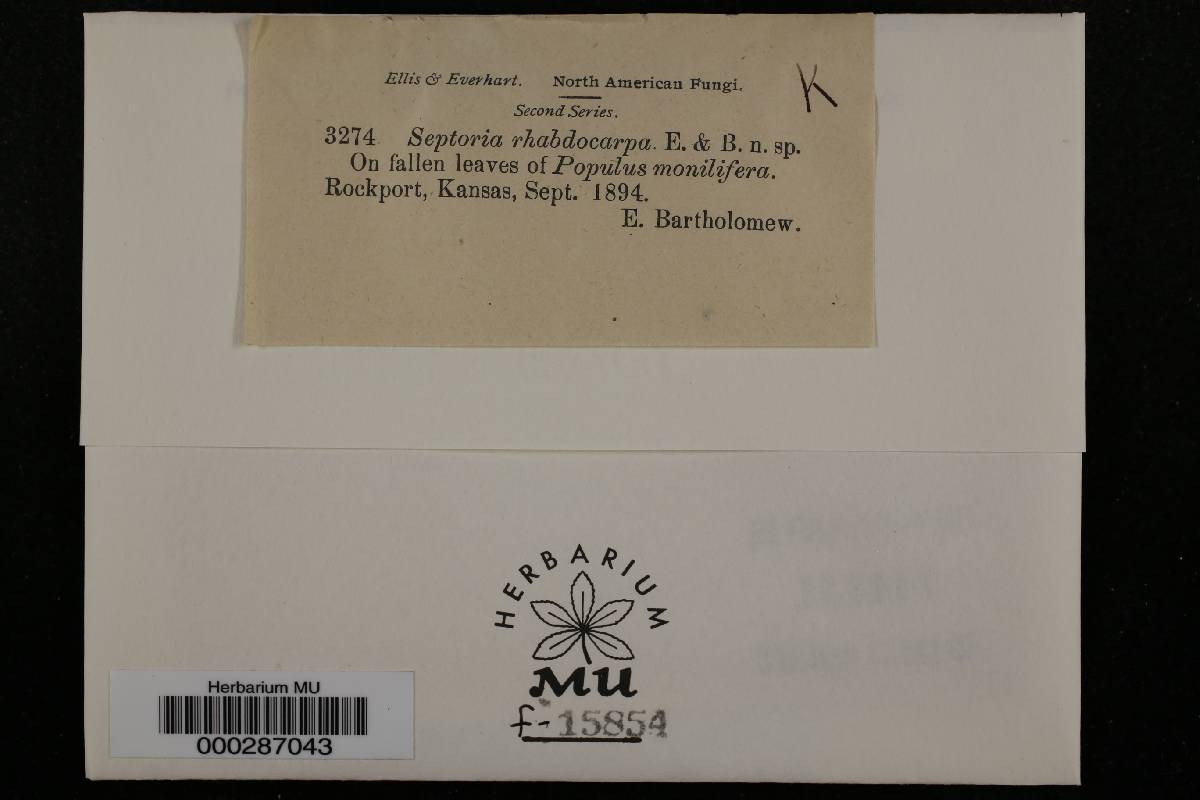 Ellis & Everhart. North American Fungi.
K
Second Series.
3274 Septoria rhabdocarpa. E. & B. n. sp.
On fallen leaves of Populus monilifera.
Rockport, Kansas, Sept. 1894.
E. Bartholomew.
HERBARIUM
MU
f-15854
Herbarium MU
000287043